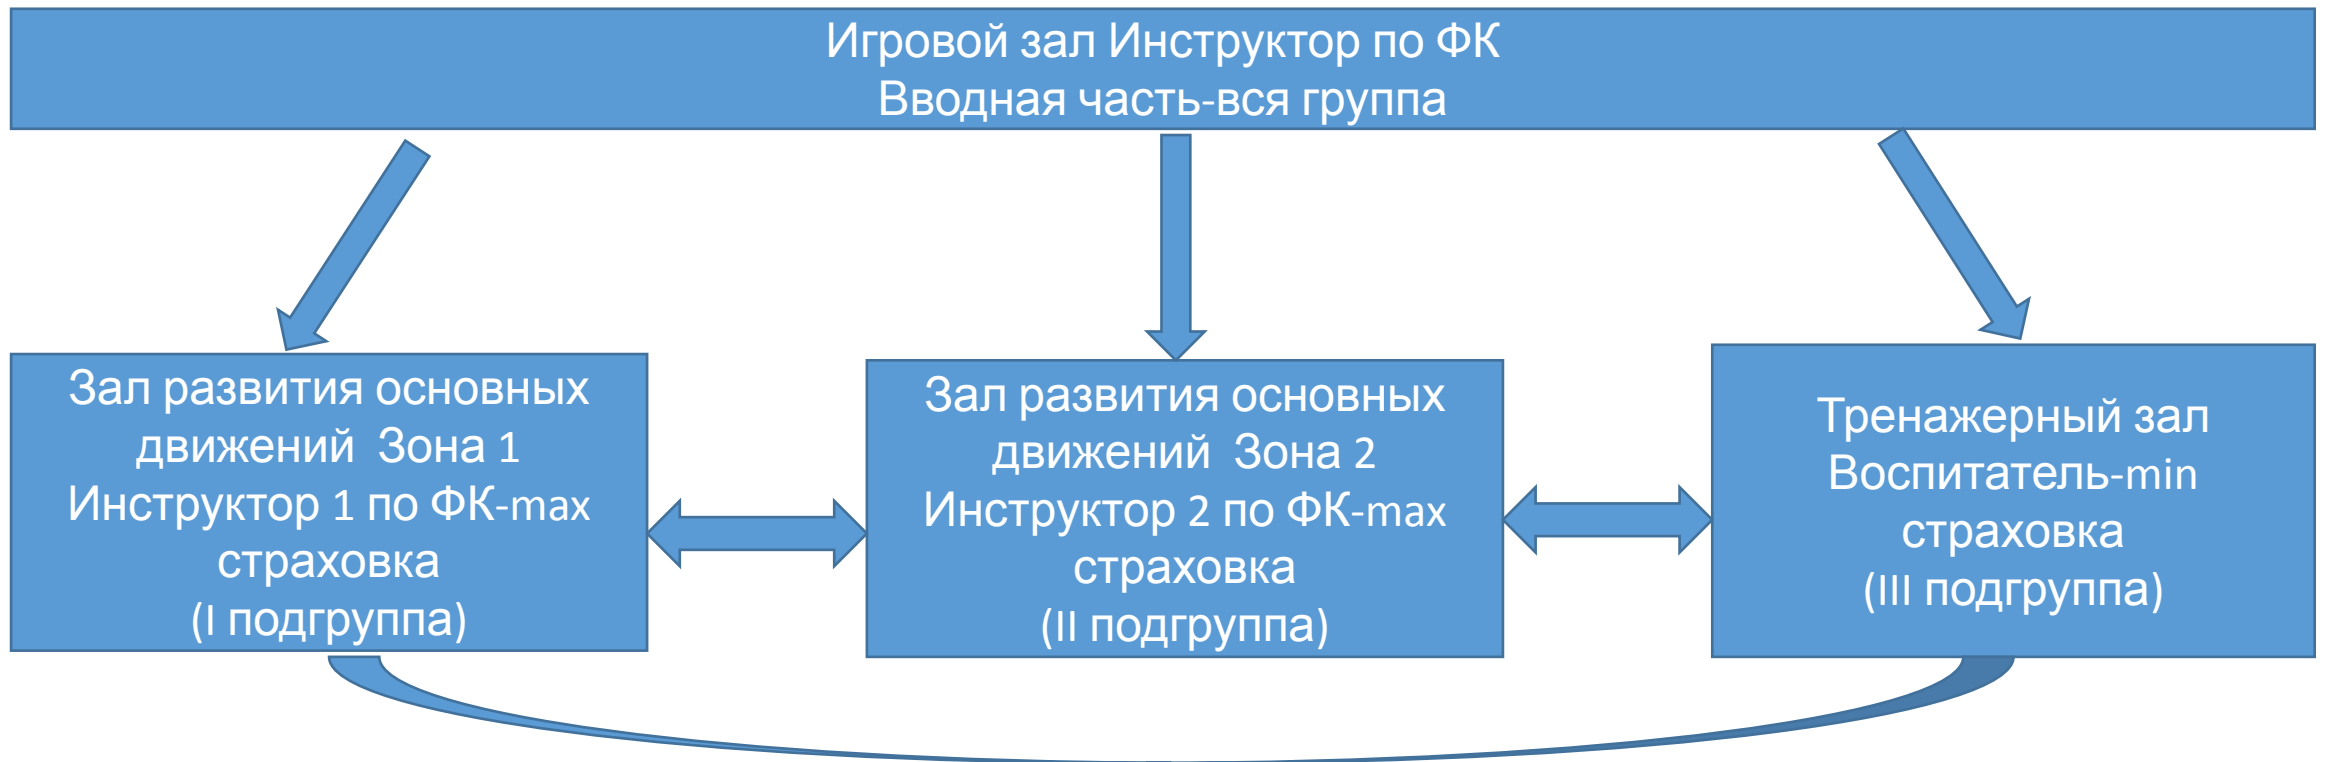 Игровой зал Инструктор по ФК
Вводная часть-вся группа
Зал развития основных
движений  Зона 1
Инструктор 1 по ФК-max
страховка
(I подгруппа)
Зал развития основных
движений  Зона 2
Инструктор 2 по ФК-max
страховка
(II подгруппа)
Тренажерный зал
Воспитатель-min
страховка
(III подгруппа)